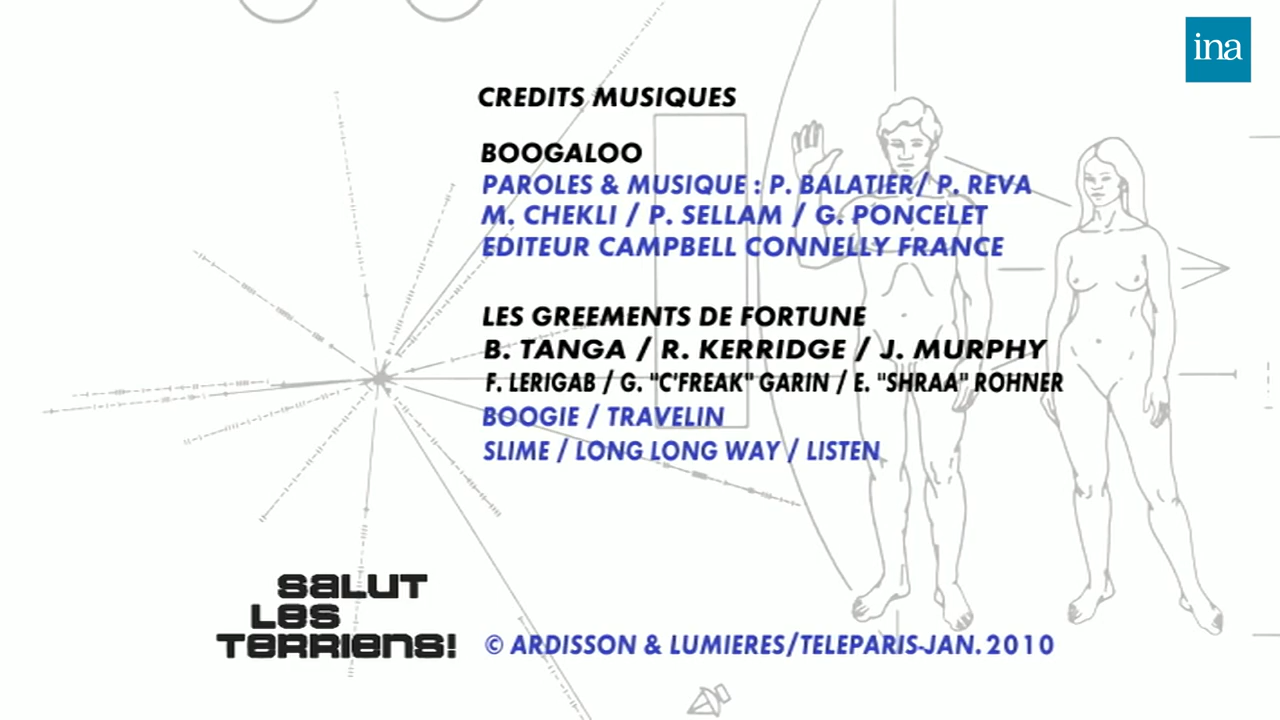 ina
CREDITS MUSIQUES
BOOGALOO
PAROLES & MUSIQUE : P. BALATIER/ P. REVA
M. CHEKLI / P. SELLAM / G. PONCELET
EDITEUR CAMPBELL CONNELLY FRANCE
LES GREEMENTS DE FORTUNE
B. TANGA / R. KERRIDGE / J. MURPHY
F. LERIGAB / G. "C'FREAK" GARIN / E. "SHRAA" ROHNER
BOOGIE / TRAVELIN
SLIME / LONG LONG WAY / LISTEN
SALUT
LES
TERRIENS!
© ARDISSON & LUMIERES/TELEPARIS-JAN. 2010